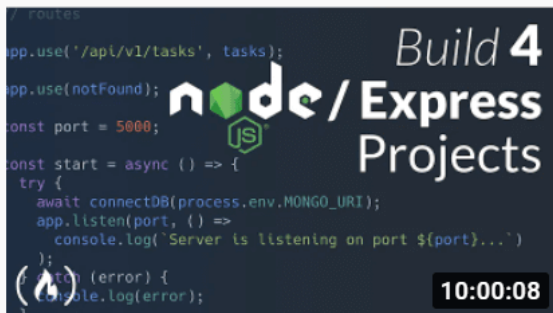 / routes
app.use('/api/v1/tasks', tasks);
app.use(notFound);
const port = 5000;
const start = async () => {
try {
await connectDB(process.env.MONGO_URI);
app.listen(port, () =>
console.log(`Server is listening on port ${port}...`)
);
} catch (error) {
console.log(error);
}
Build 4
node / Express
JS
Projects
10:00:08